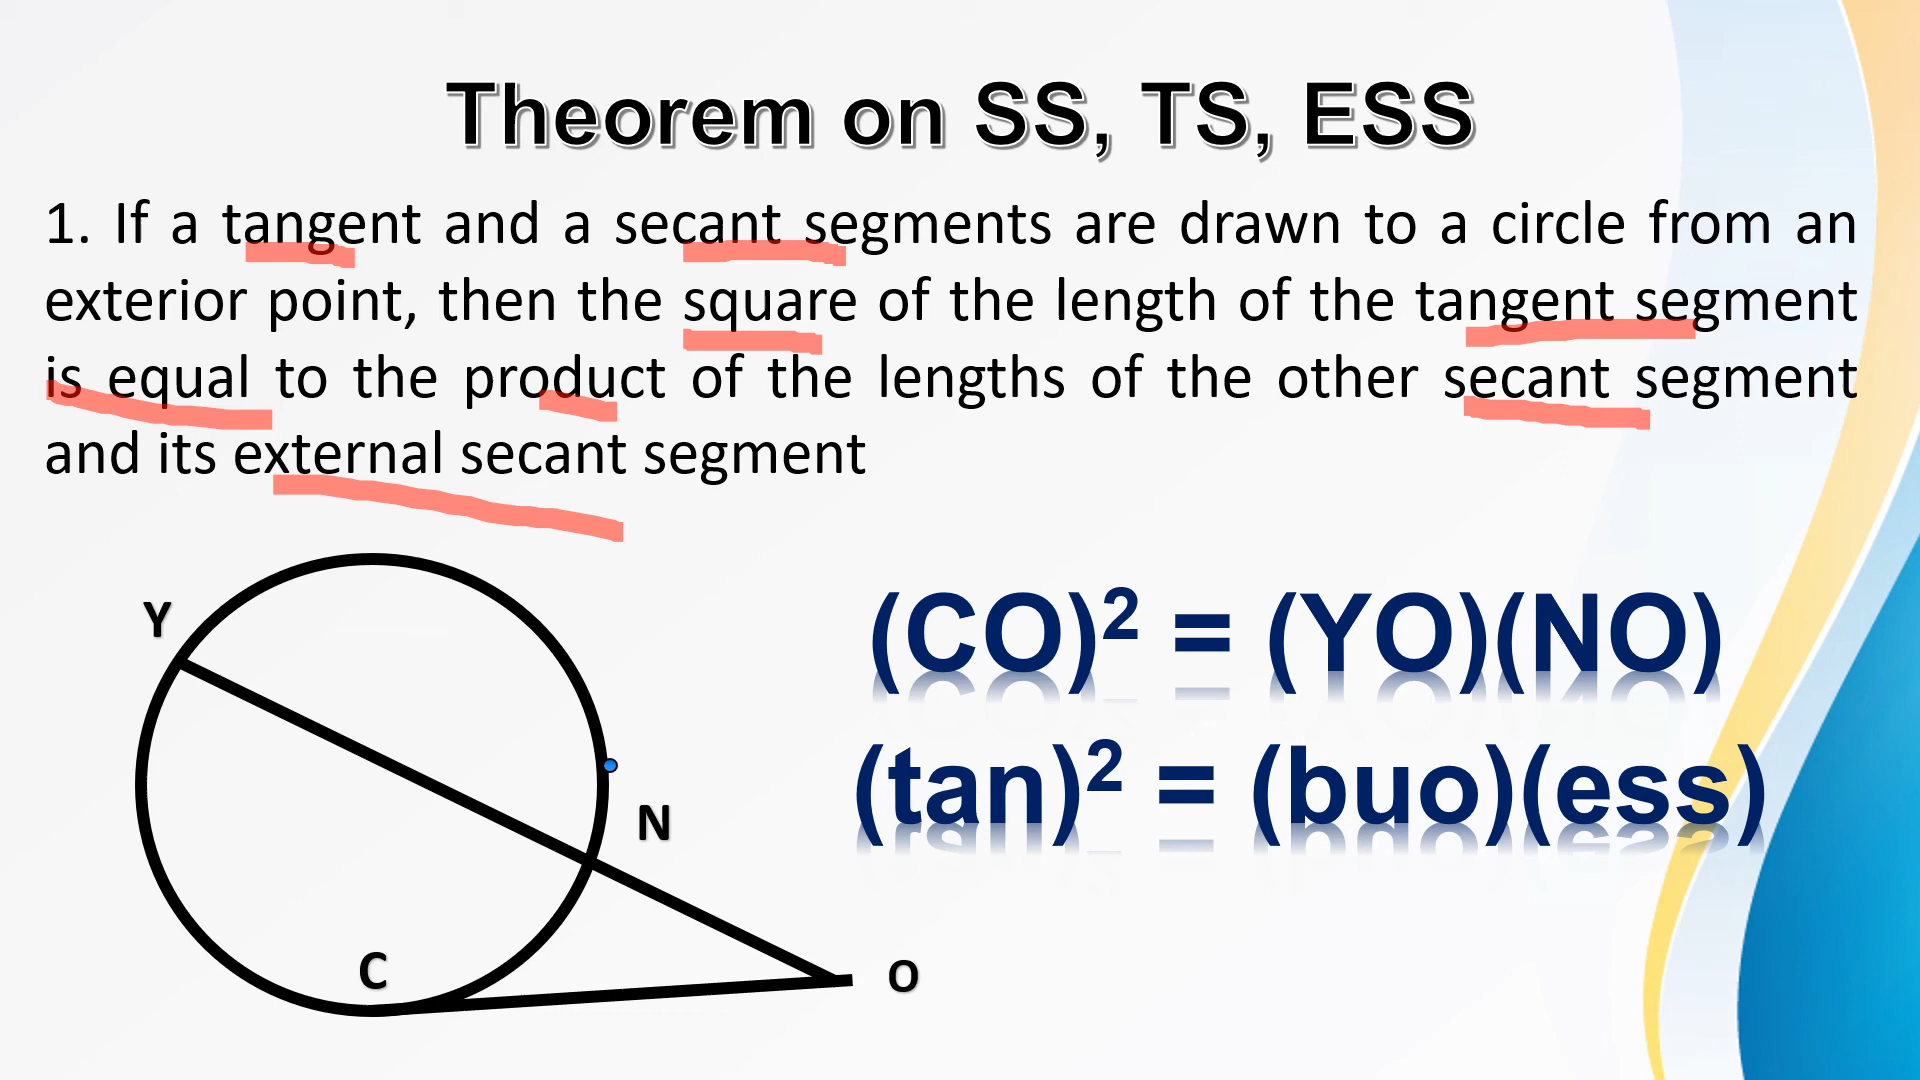 Theorem on SS, TS, ESS
1. If a tangent and a secant segments are drawn to a circle from an
exterior point, then the square of the length of the tangent segment
is equal to the product of the lengths of the other secant segment
and its external secant segment
Y
(CO)² = (YO)(NO)
(tan)² = (buo)(ess)
N
C
O